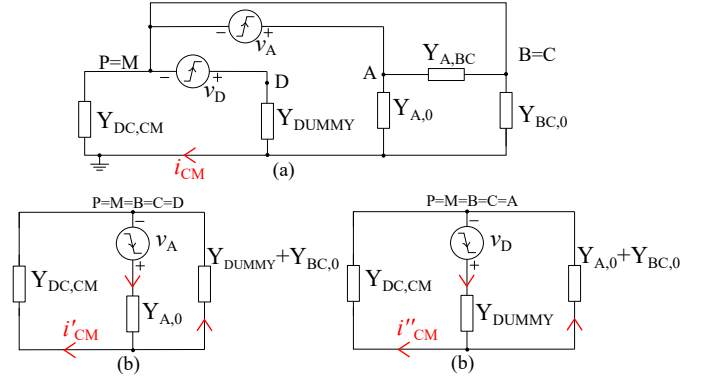 − + v_A
P=M − + v_D D A Y_A,BC B=C
Y_DC,CM Y_DUMMY Y_A,0 Y_BC,0
i_CM (a)
P=M=B=C=D
− v_A +
Y_DC,CM Y_A,0 Y_DUMMY+Y_BC,0
i'_CM
(b)
P=M=B=C=A
− v_D +
Y_DC,CM Y_DUMMY Y_A,0+Y_BC,0
i''_CM
(b)